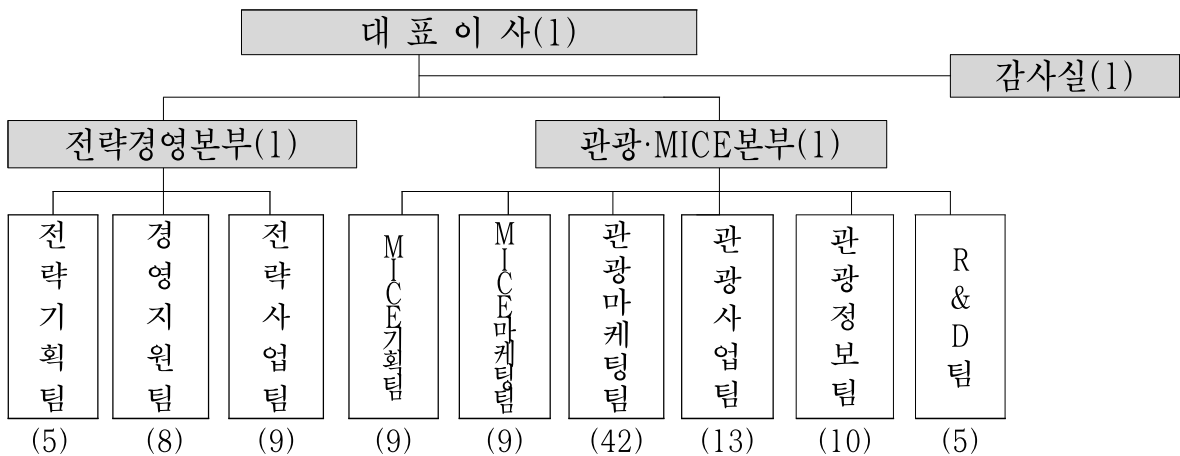 대 표 이 사(1)
감사실(1)
전략경영본부(1)
관광·MICE본부(1)
전략기획팀
경영지원팀
전략사업팀
MICE기획팀
MICE마케팅팀
관광마케팅팀
관광사업팀
관광정보팀
R&D팀
(5)
(8)
(9)
(9)
(9)
(42)
(13)
(10)
(5)